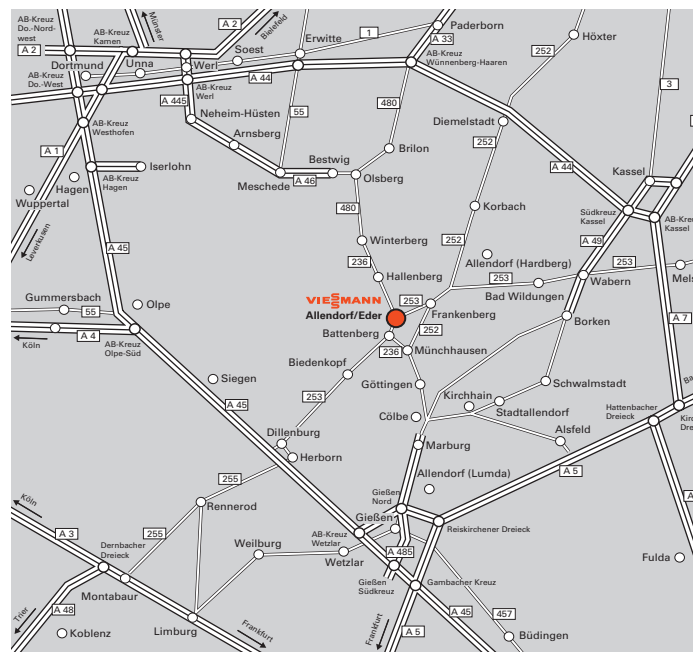 AB-Kreuz
Do.-Nord-
west
Münster
A 2
Bielefeld
Paderborn
AB-Kreuz
Kamen
Erwitte
1
A 33
Höxter
A 2
Soest
252
Dortmund
Unna
Werl
AB-Kreuz
Wünnenberg-Haaren
AB-Kreuz
Do.-West
A 44
3
AB-Kreuz
Werl
A 445
55
480
AB-Kreuz
Westhofen
Neheim-Hüsten
Diemelstadt
Arnsberg
252
A 1
Brilon
Bestwig
A 44
Iserlohn
Kassel
Hagen
AB-Kreuz
Hagen
Meschede
A 46
Olsberg
Wuppertal
Korbach
480
Südkreuz
Kassel
AB-Kreuz
Kassel
Leverkusen
A 45
Winterberg
252
A 49
236
Allendorf (Hardberg)
253
Hallenberg
253
Wabern
Mels
Gummersbach
Olpe
VIESSMANN
253
Bad Wildungen
55
Allendorf/Eder
Frankenberg
A 7
A 4
Köln
Battenberg
252
Borken
AB-Kreuz
Olpe-Süd
236
Münchhausen
Biedenkopf
Siegen
Göttingen
Schwalmstadt
Ba
253
Kirchhain
A 45
Stadtallendorf
Cölbe
Hattenbacher
Dreieck
Kirc
Dre
Alsfeld
Dillenburg
Marburg
Herborn
A 5
255
Allendorf (Lumda)
Köln
Gießen
Nord
A
Rennerod
Gießen
Reiskirchener Dreieck
A 3
255
AB-Kreuz
Wetzlar
Weilburg
Dernbacher
Dreieck
Wetzlar
A 485
Fulda
Montabaur
Gießen
Südkreuz
Gambacher Kreuz
A 48
Trier
A 45
457
Koblenz
Limburg
Frankfurt
Frankfurt
A 5
Büdingen